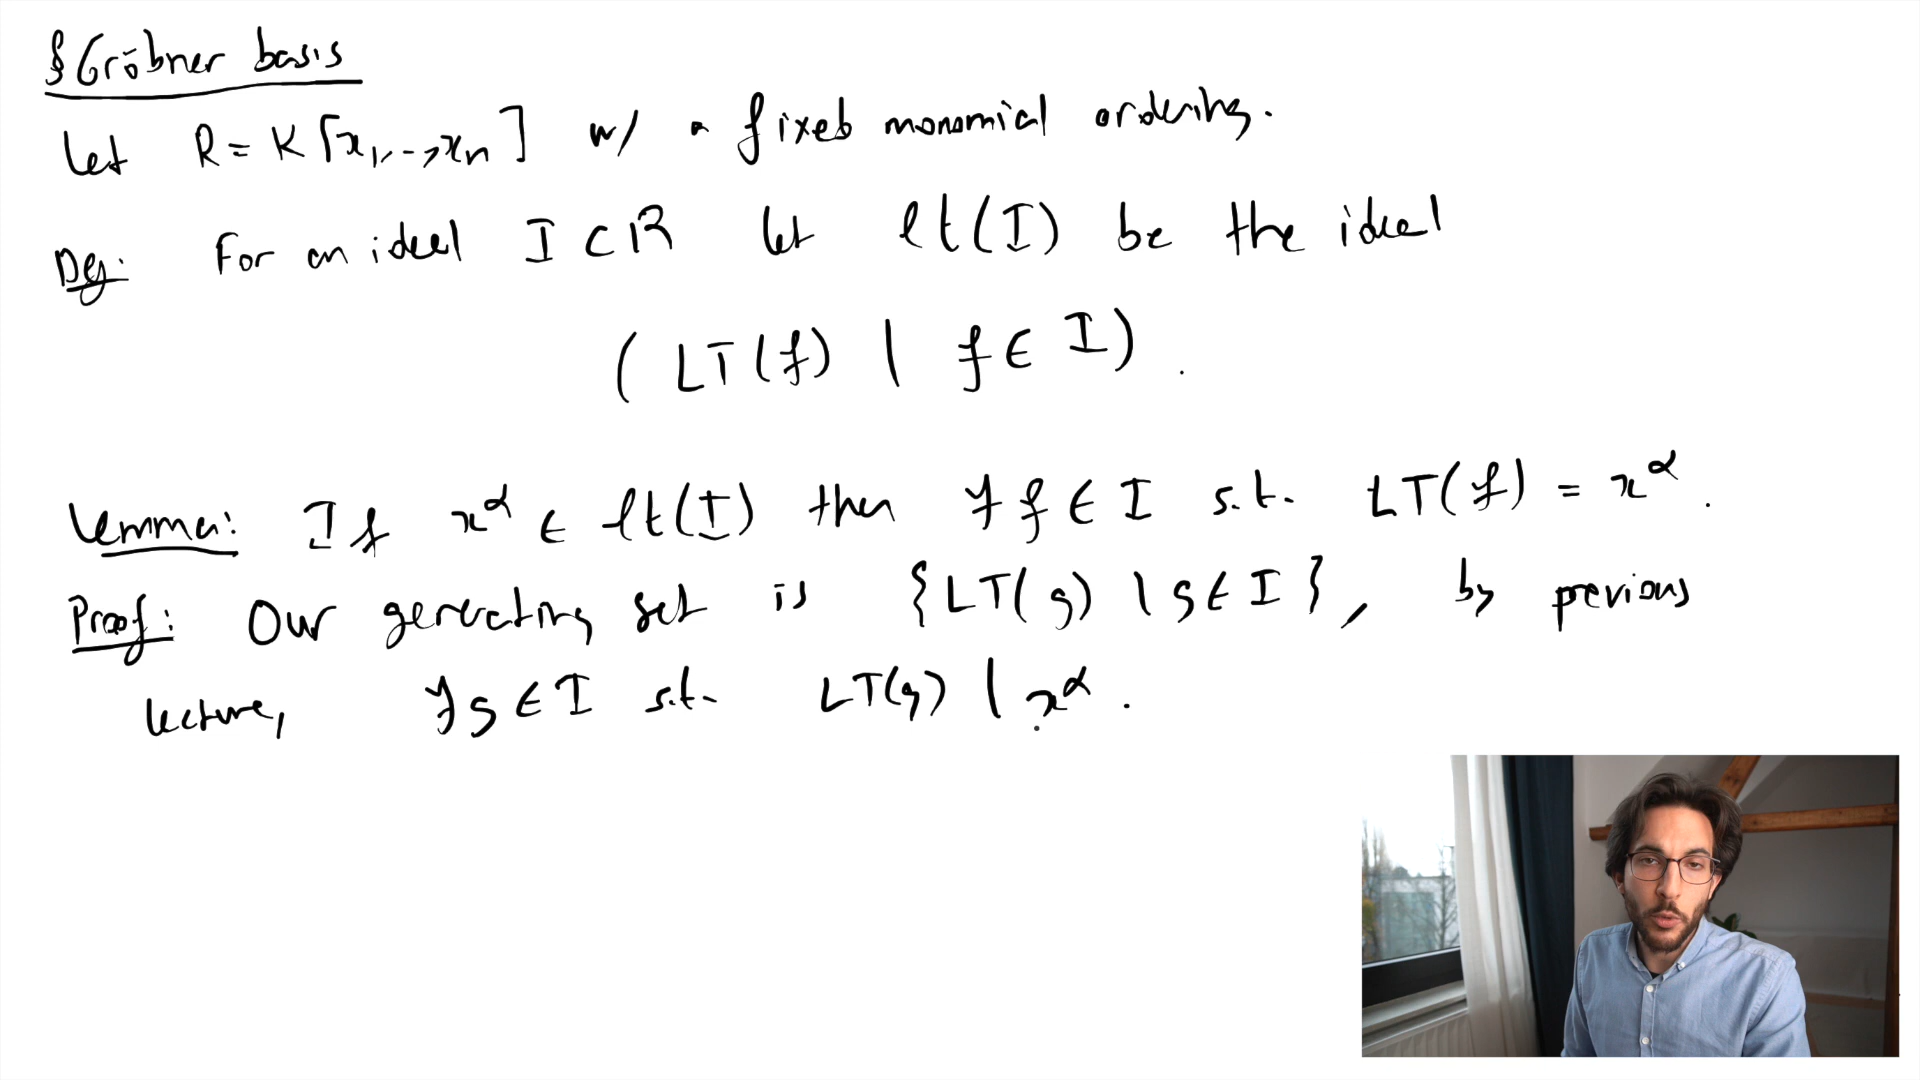 § Gröbner basis
Let R = K[x₁,..,xₙ] w/ a fixed monomial ordering.
Def: For an ideal I ⊂ R let lt(I) be the ideal
( LT(f) | f ∈ I ) .
Lemma: If x^α ∈ lt(I) then ∃ f ∈ I s.t. LT(f) = x^α .
Proof: Our generating set is {LT(g) | g ∈ I}, by previous
lecture, ∃ g ∈ I s.t. LT(g) | x^α .